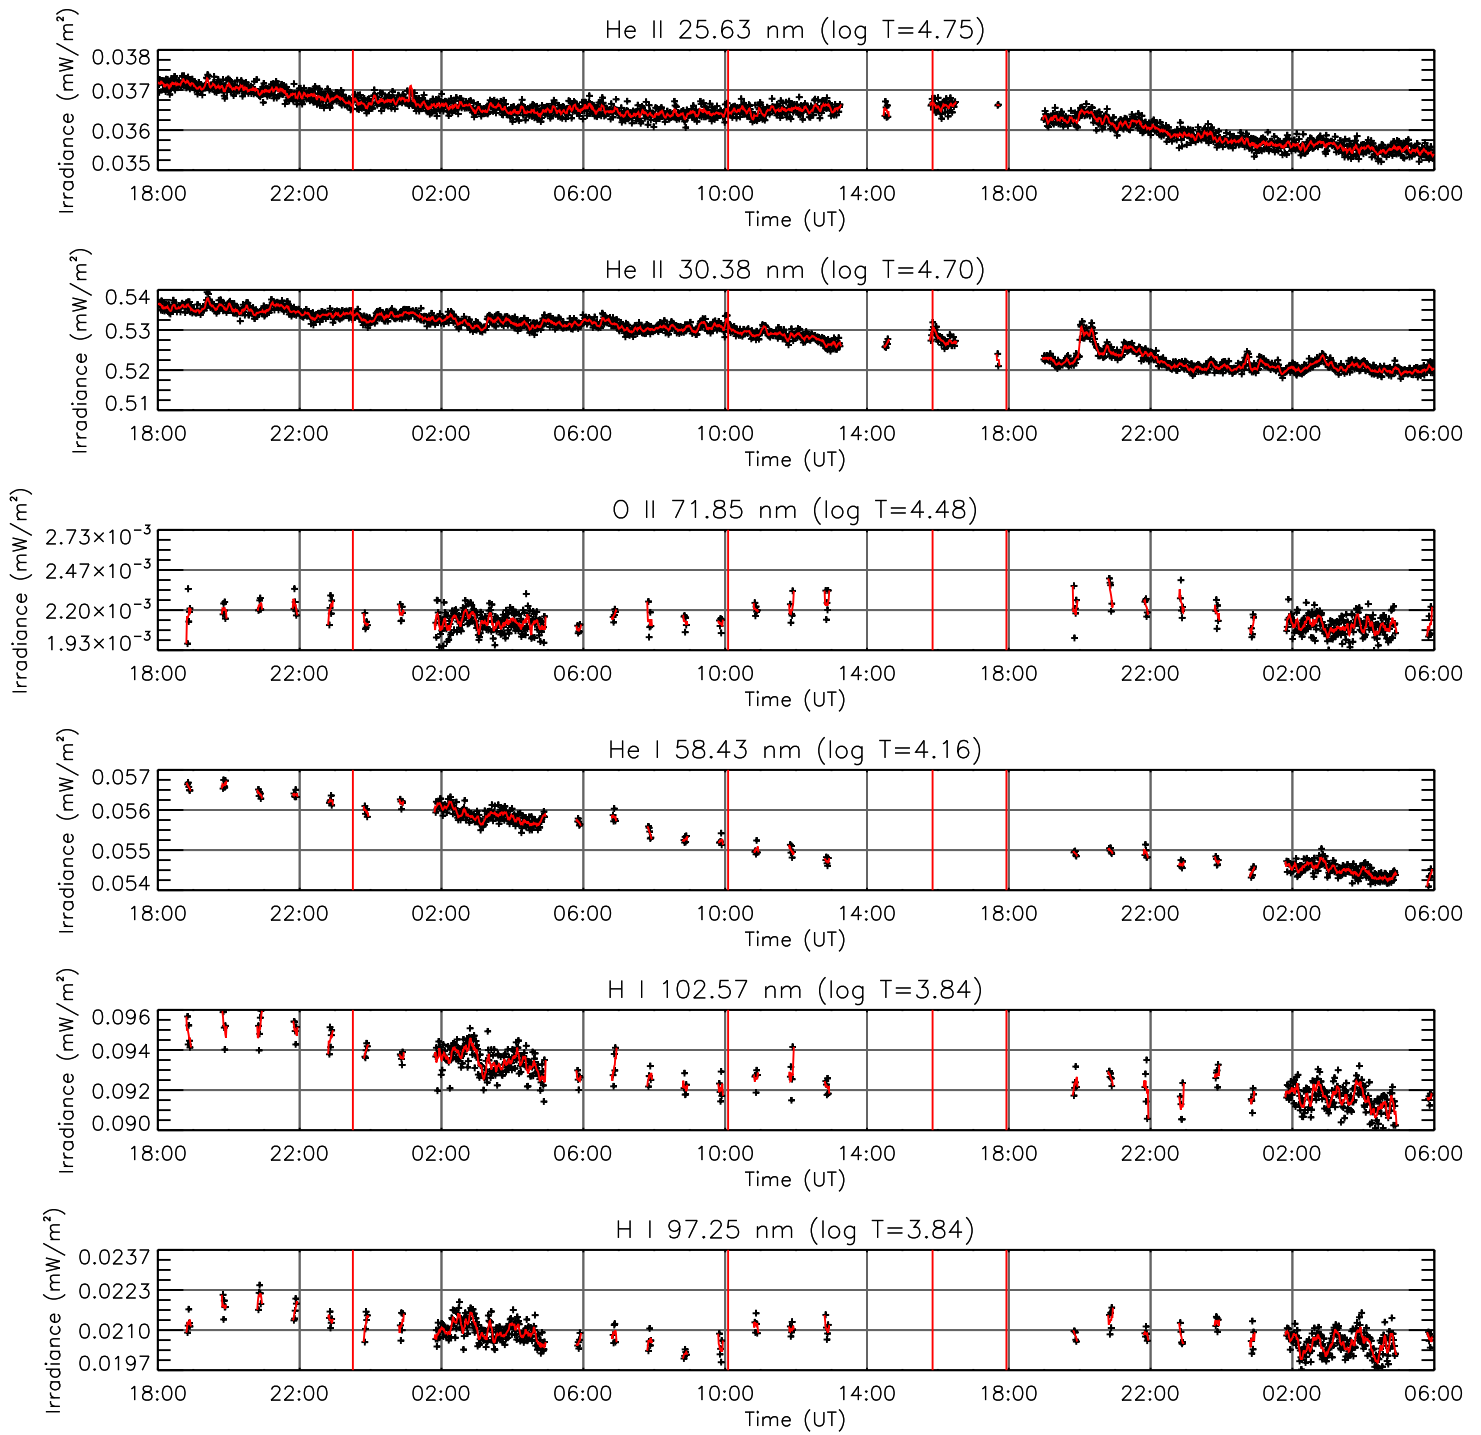 He II 25.63 nm (log T=4.75)
Irradiance (mW/m²)
0.038
0.037
0.036
0.035
18:00 22:00 02:00 06:00 10:00 14:00 18:00 22:00 02:00 06:00
Time (UT)
He II 30.38 nm (log T=4.70)
Irradiance (mW/m²)
0.54
0.53
0.52
0.51
18:00 22:00 02:00 06:00 10:00 14:00 18:00 22:00 02:00 06:00
Time (UT)
O II 71.85 nm (log T=4.48)
Irradiance (mW/m²)
2.73×10⁻³
2.47×10⁻³
2.20×10⁻³
1.93×10⁻³
18:00 22:00 02:00 06:00 10:00 14:00 18:00 22:00 02:00 06:00
Time (UT)
He I 58.43 nm (log T=4.16)
Irradiance (mW/m²)
0.057
0.056
0.055
0.054
18:00 22:00 02:00 06:00 10:00 14:00 18:00 22:00 02:00 06:00
Time (UT)
H I 102.57 nm (log T=3.84)
Irradiance (mW/m²)
0.096
0.094
0.092
0.090
18:00 22:00 02:00 06:00 10:00 14:00 18:00 22:00 02:00 06:00
Time (UT)
H I 97.25 nm (log T=3.84)
Irradiance (mW/m²)
0.0237
0.0223
0.0210
0.0197
18:00 22:00 02:00 06:00 10:00 14:00 18:00 22:00 02:00 06:00
Time (UT)